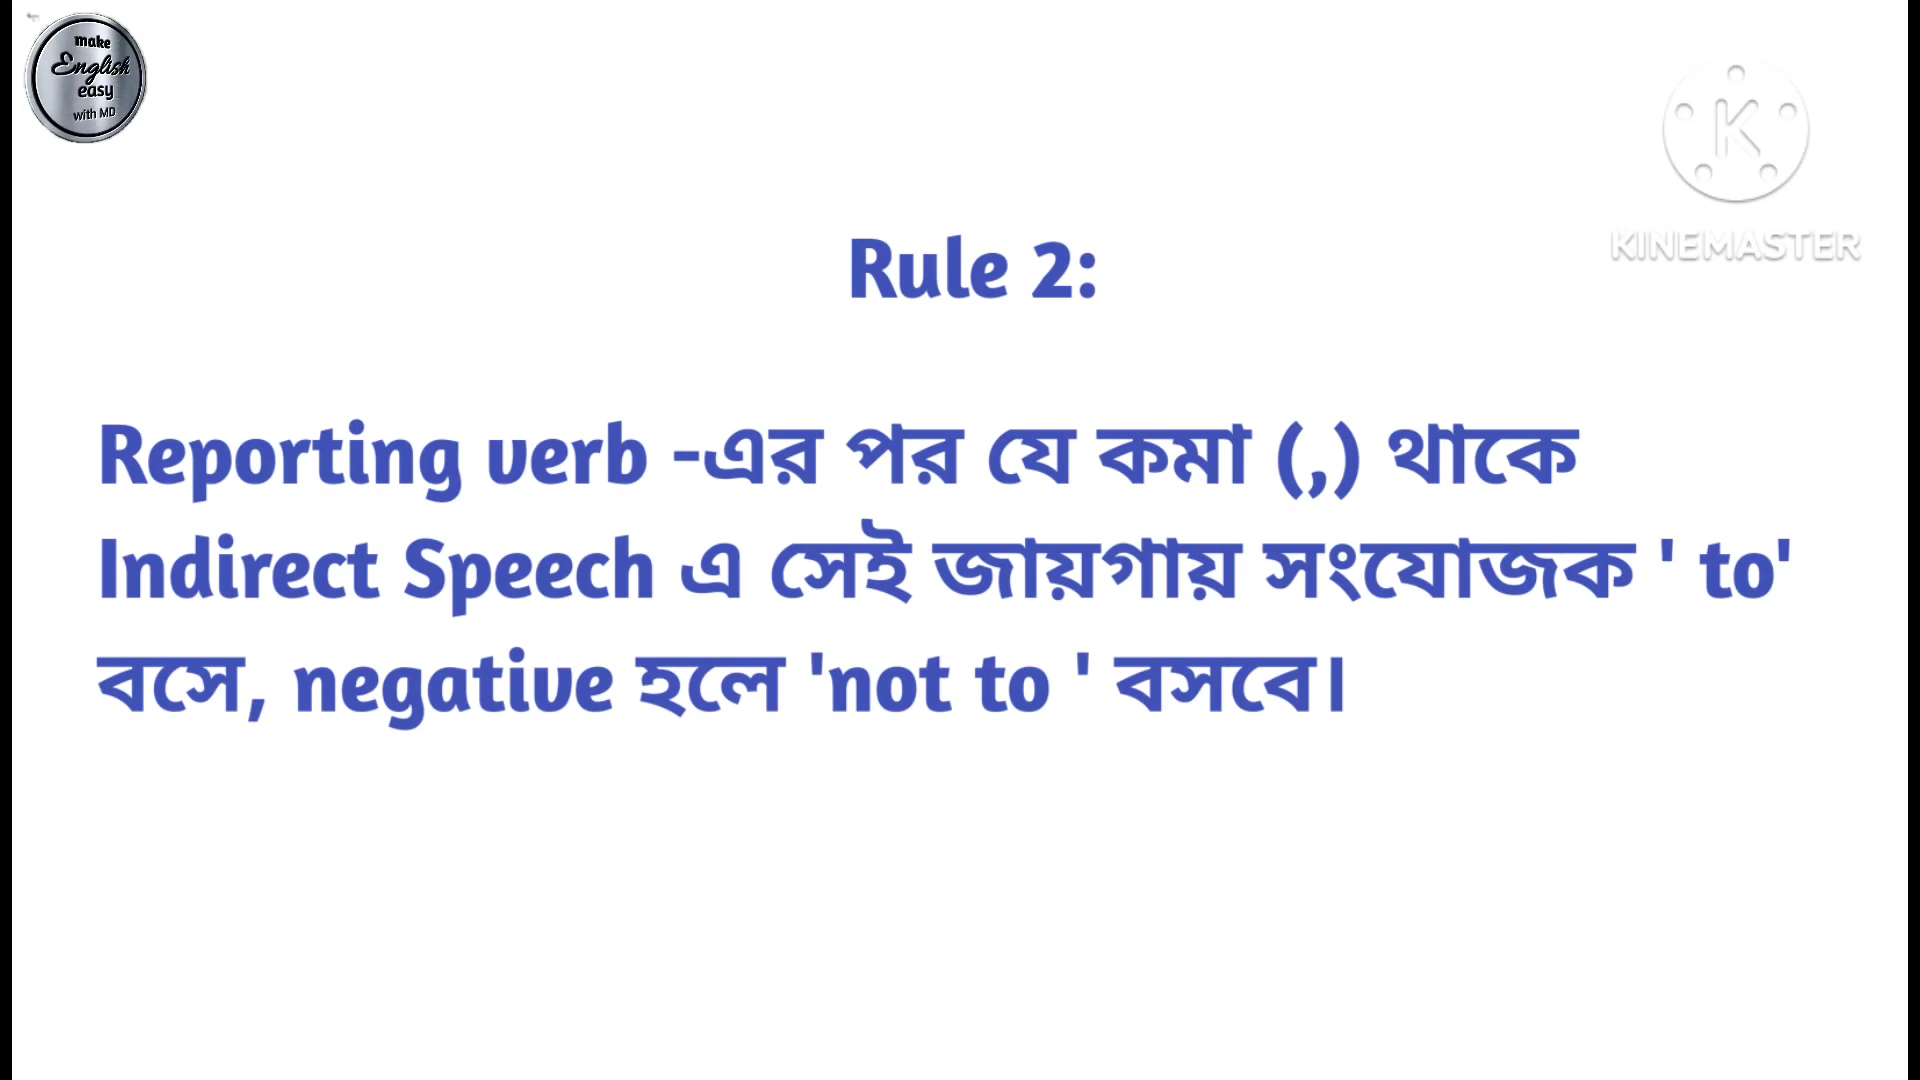 make
English
easy
with MD
KINEMASTER
Rule 2:
Reporting verb -এর পর যে কমা (,) থাকে
Indirect Speech এ সেই জায়গায় সংযোজক ' to'
বসে, negative হলে 'not to ' বসবে।